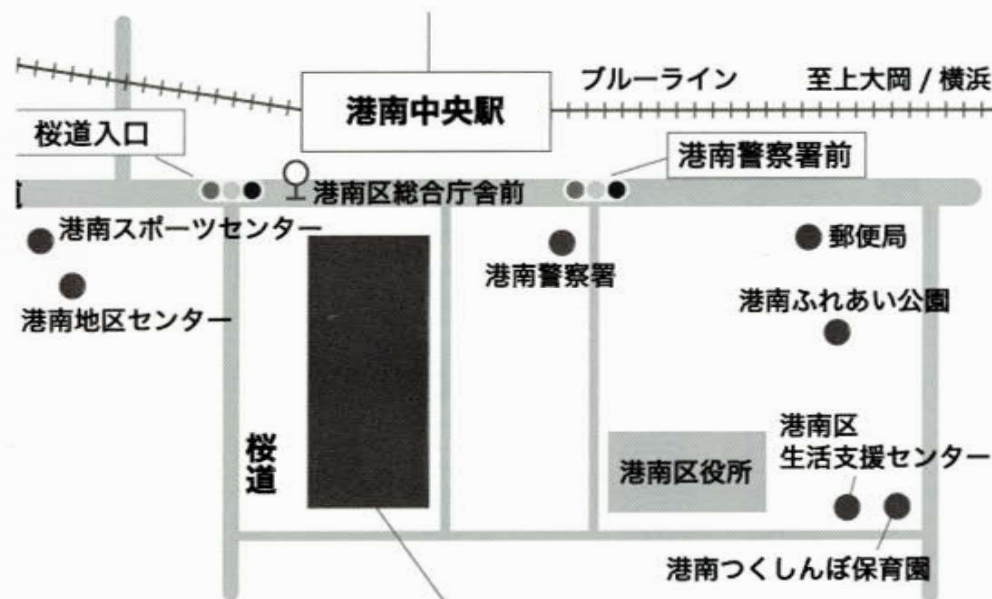 ブルーライン
至上大岡 / 横浜
港南中央駅
桜道入口
港南警察署前
港南区総合庁舎前
港南スポーツセンター
港南地区センター
港南警察署
郵便局
港南ふれあい公園
桜道
港南区
生活支援センター
港南区役所
港南つくしんぼ保育園